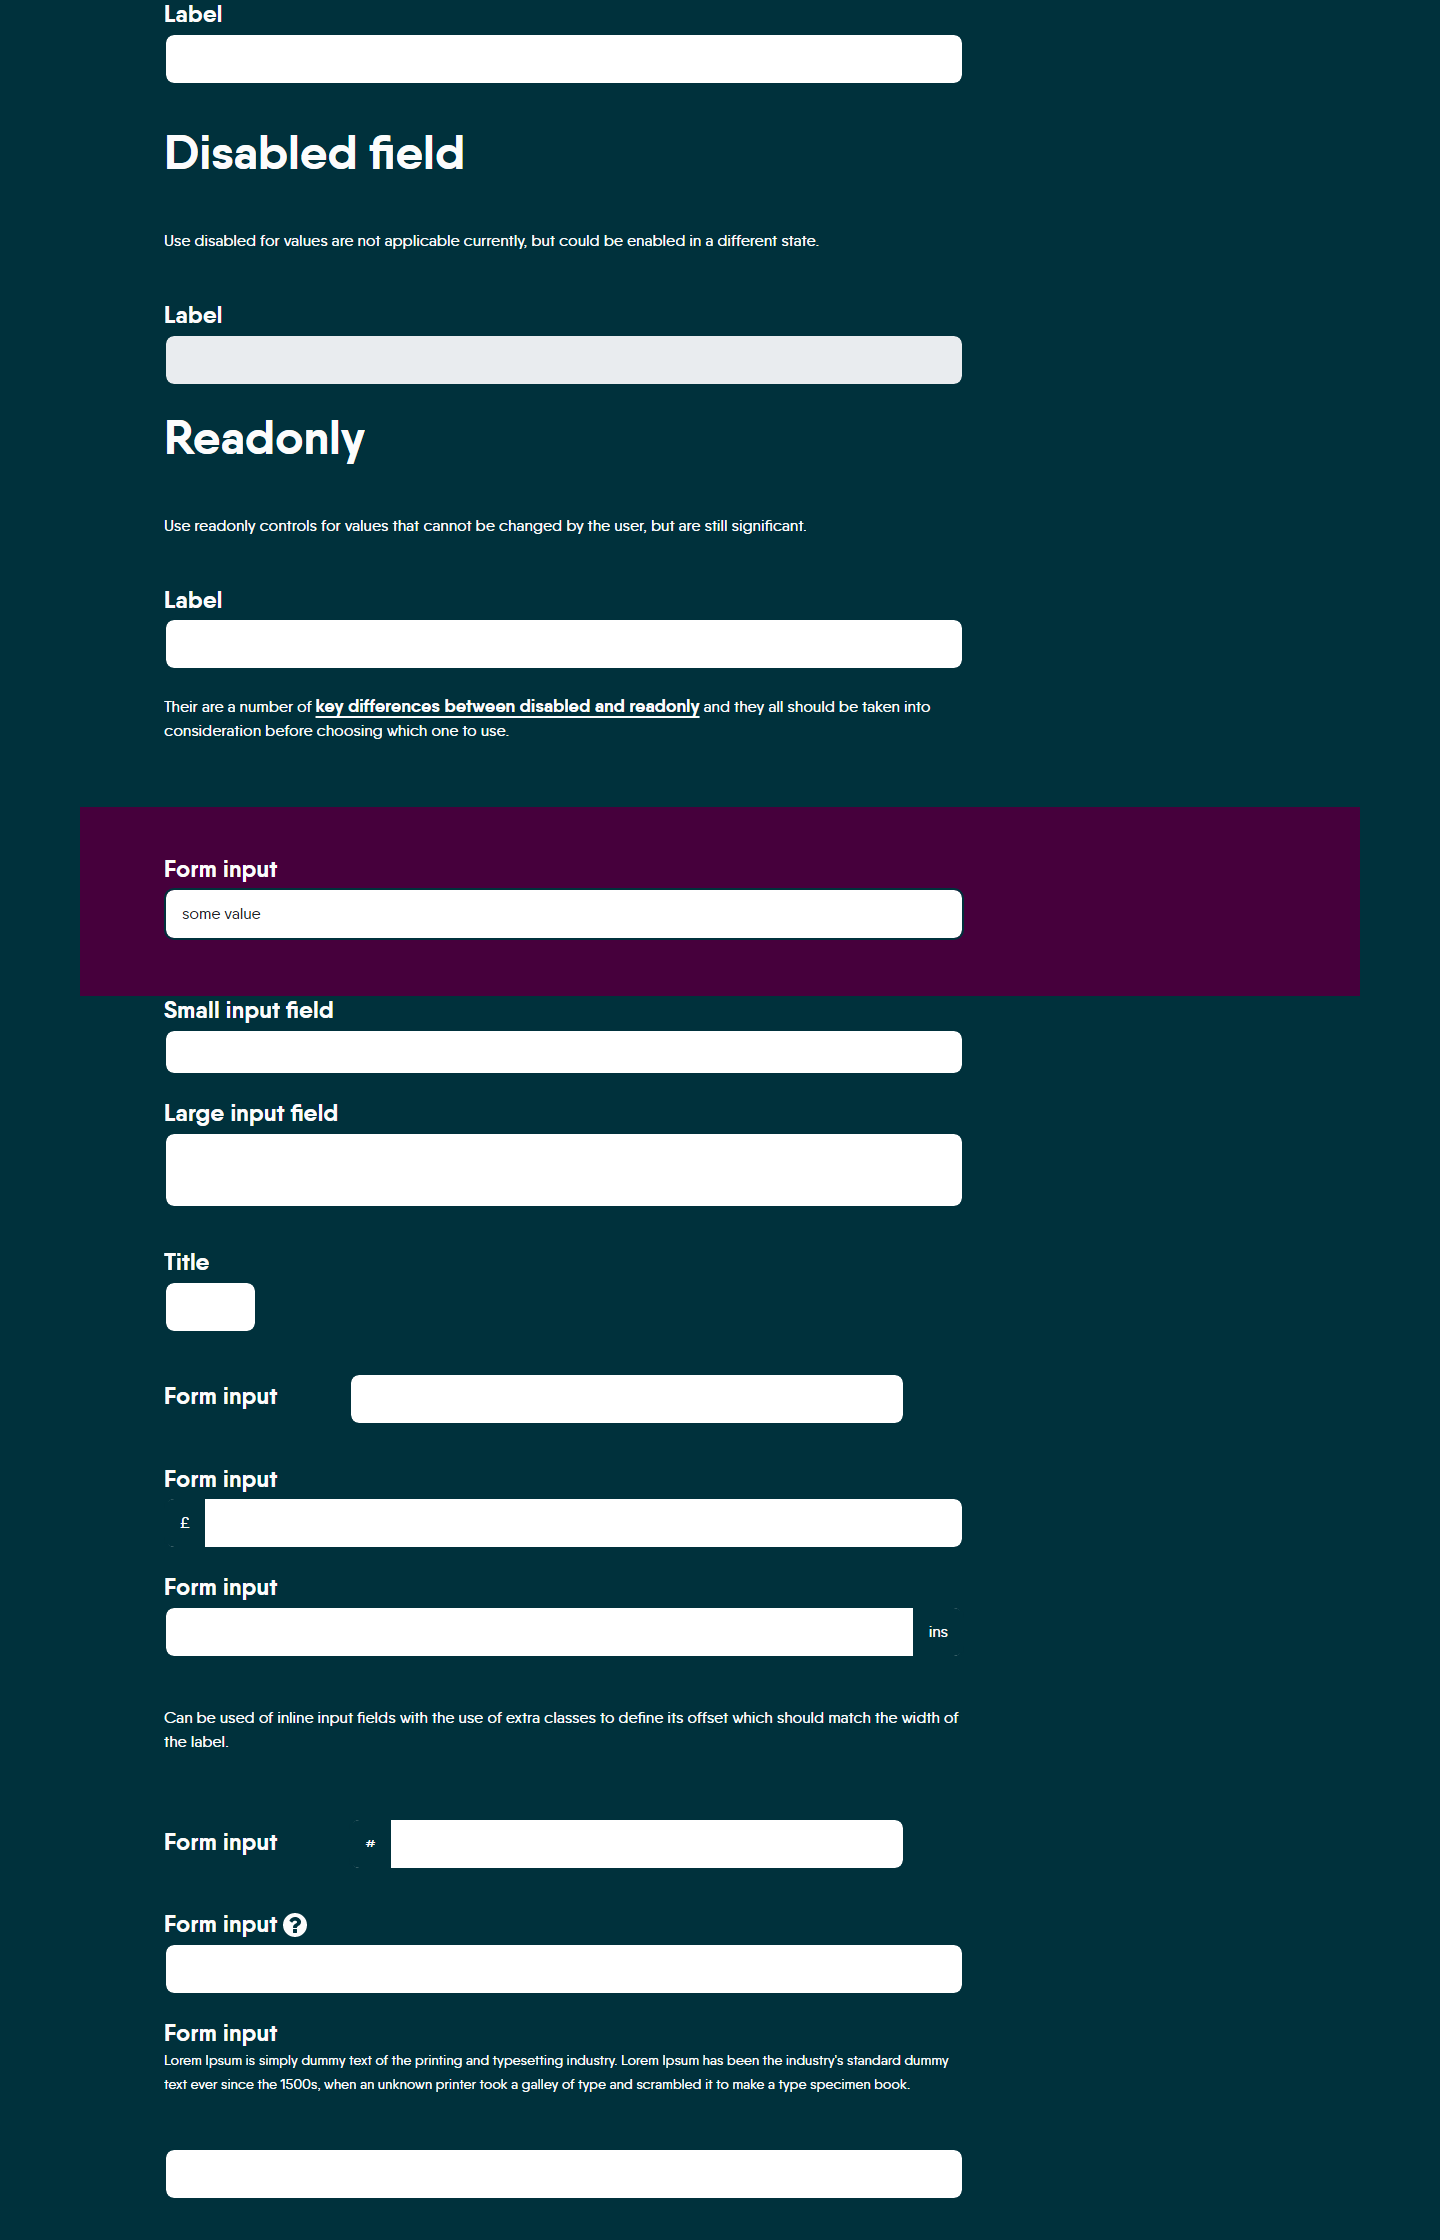 Label
Disabled field
Use disabled for values are not applicable currently, but could be enabled in a different state.
Label
Readonly
Use readonly controls for values that cannot be changed by the user, but are still significant.
Label
Their are a number of key differences between disabled and readonly and they all should be taken into
consideration before choosing which one to use.
Form input
some value
Small input field
Large input field
Title
Form input
Form input
£
Form input
ins
Can be used of inline input fields with the use of extra classes to define its offset which should match the width of
the label.
Form input #
Form input ?
Form input
Lorem Ipsum is simply dummy text of the printing and typesetting industry. Lorem Ipsum has been the industry's standard dummy
text ever since the 1500s, when an unknown printer took a galley of type and scrambled it to make a type specimen book.